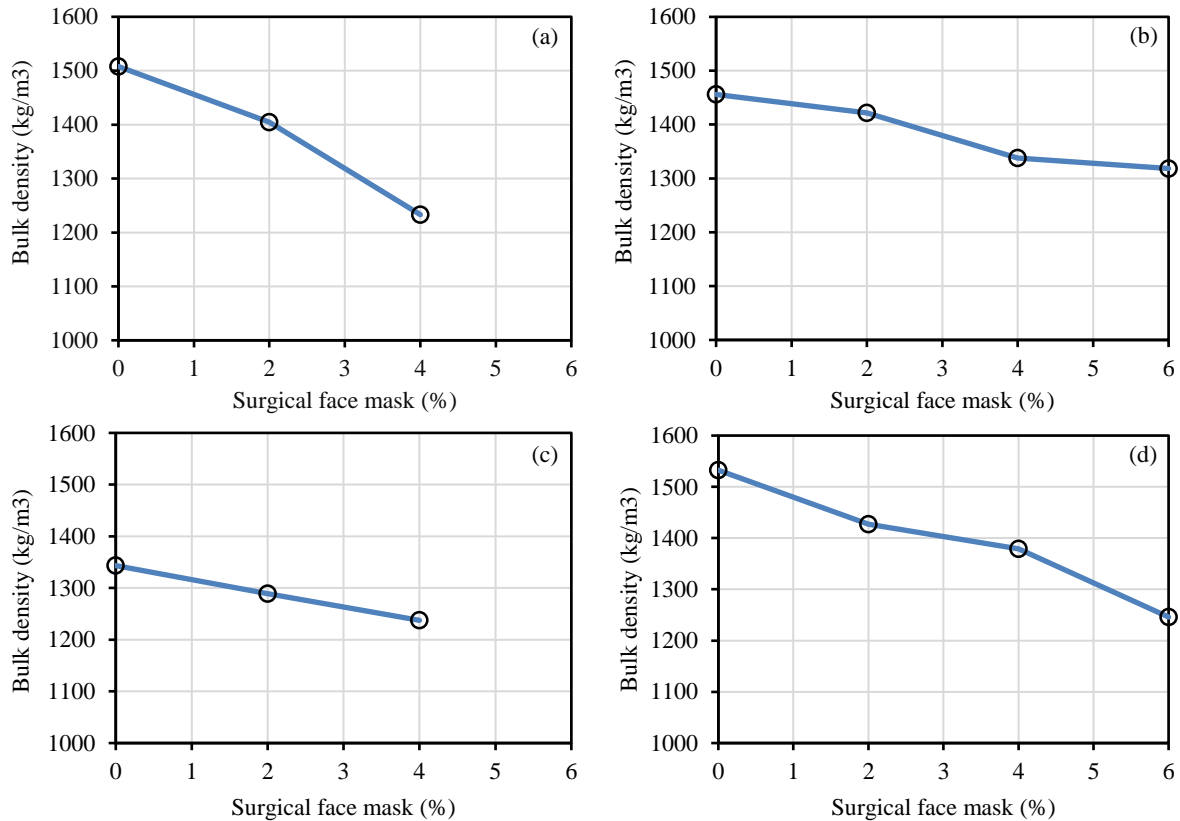 (a)
Bulk density (kg/m3)
1600
1500
1400
1300
1200
1100
1000
0 1 2 3 4 5 6
Surgical face mask (%)
(b)
Bulk density (kg/m3)
1600
1500
1400
1300
1200
1100
1000
0 1 2 3 4 5 6
Surgical face mask (%)
(c)
Bulk density (kg/m3)
1600
1500
1400
1300
1200
1100
1000
0 1 2 3 4 5 6
Surgical face mask (%)
(d)
Bulk density (kg/m3)
1600
1500
1400
1300
1200
1100
1000
0 1 2 3 4 5 6
Surgical face mask (%)